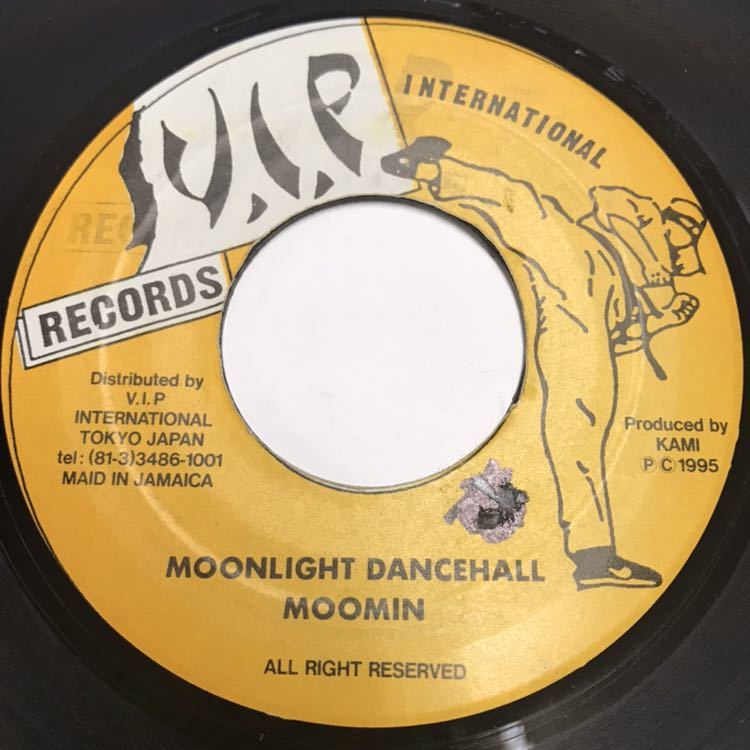 V.I.P
INTERNATIONAL
RECORDS
Distributed by
V.I.P
INTERNATIONAL
TOKYO JAPAN
tel: (81-3)3486-1001
MAID IN JAMAICA
Produced by
KAMI
Ⓟ Ⓒ 1995
MOONLIGHT DANCEHALL
MOOMIN
ALL RIGHT RESERVED